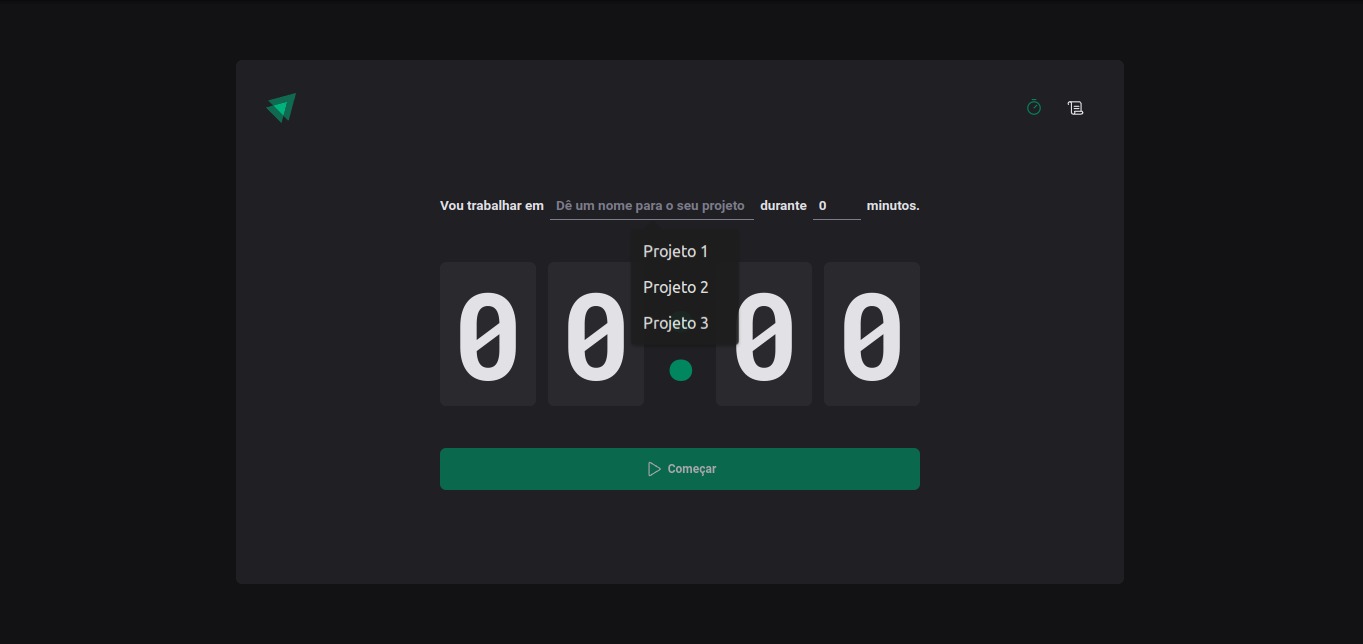 Vou trabalhar em Dê um nome para o seu projeto durante 0 minutos.
Projeto 1
Projeto 2
Projeto 3
0 0 : 0 0
Começar